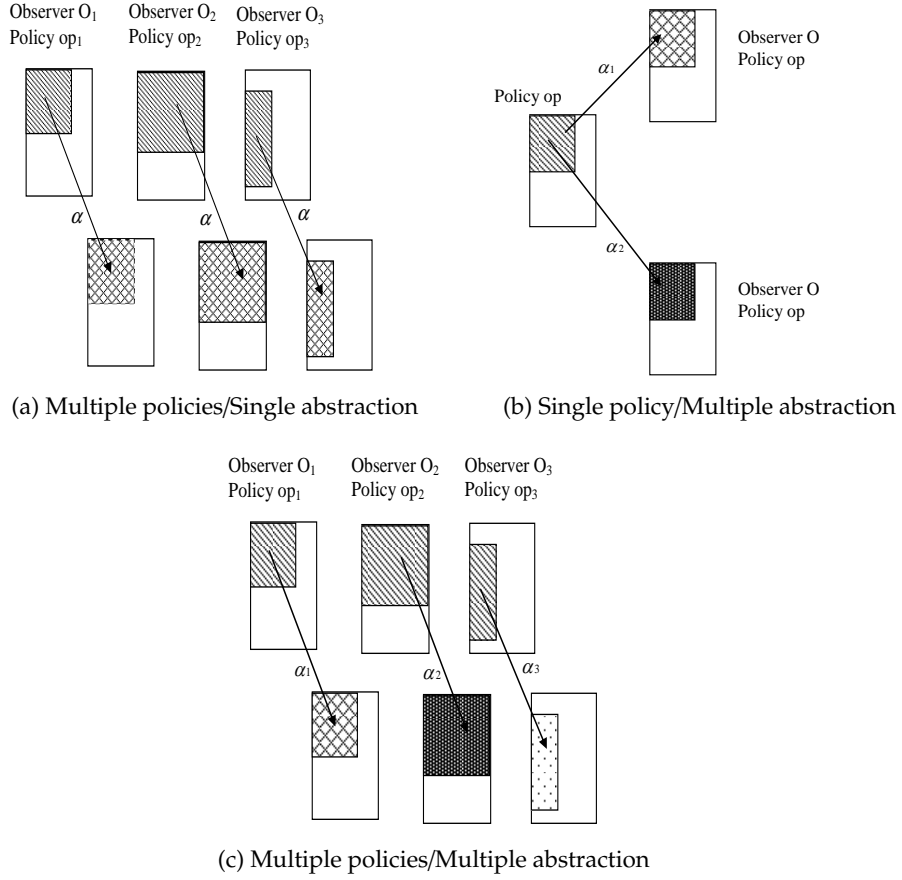 Observer O₁
Policy op₁
Observer O₂
Policy op₂
Observer O₃
Policy op₃
α
α
α
(a) Multiple policies/Single abstraction
Observer O
Policy op
α₁
Policy op
α₂
Observer O
Policy op
(b) Single policy/Multiple abstraction
Observer O₁
Policy op₁
Observer O₂
Policy op₂
Observer O₃
Policy op₃
α₁
α₂
α₃
(c) Multiple policies/Multiple abstraction